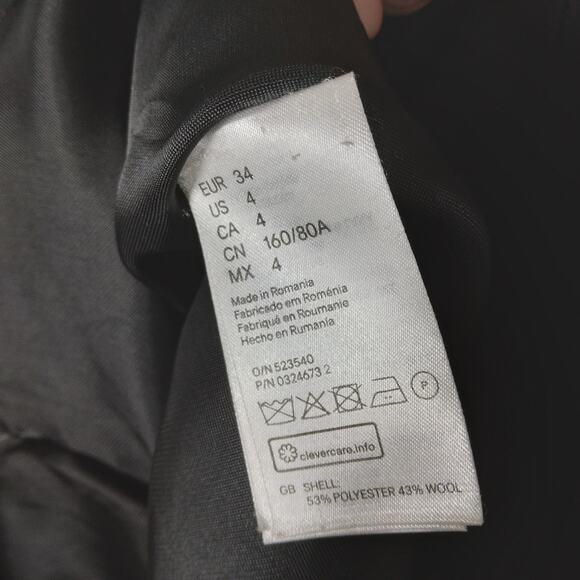 EUR 34
US 4
CA 4
CN 160/80A
MX 4
Made in Romania
Fabricado em Roménia
Fabriqué en Roumanie
Hecho en Rumanía
O/N 523540
P/N 0324673 2
P
clevercare.info
GB SHELL:
53% POLYESTER 43% WOOL